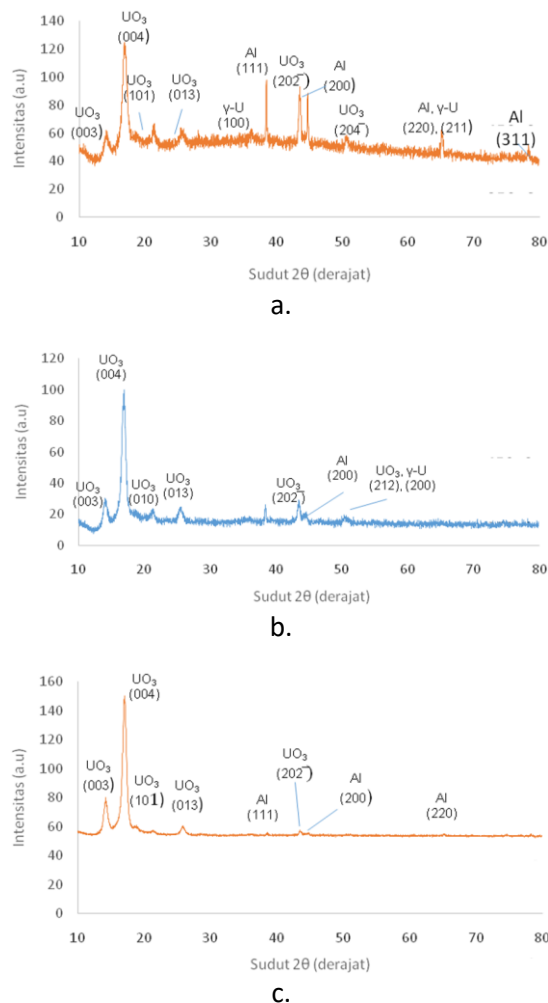 140
120
100
80
60
40
20
0
Intensitas (a.u)
UO₃
(004)
UO₃
(003)
UO₃
(101)
UO₃
(013)
γ-U
(100)
Al
(111)
UO₃
(202̄)
Al
(200)
UO₃
(204̄)
Al, γ-U
(220), (211)
Al
(311)
10 20 30 40 50 60 70 80
Sudut 2θ (derajat)
a.
120
100
80
60
40
20
0
Intensitas (a.u)
UO₃
(004)
UO₃
(003)
UO₃
(010)
UO₃
(013)
UO₃
(202̄)
Al
(200)
UO₃, γ-U
(212), (200)
10 20 30 40 50 60 70 80
Sudut 2θ (derajat)
b.
160
140
120
100
80
60
40
20
0
Intensitas (a.u)
UO₃
(004)
UO₃
(003)
UO₃
(101)
UO₃
(013)
Al
(111)
UO₃
(202̄)
Al
(200)
Al
(220)
10 20 30 40 50 60 70 80
Sudut 2θ (derajat)
c.